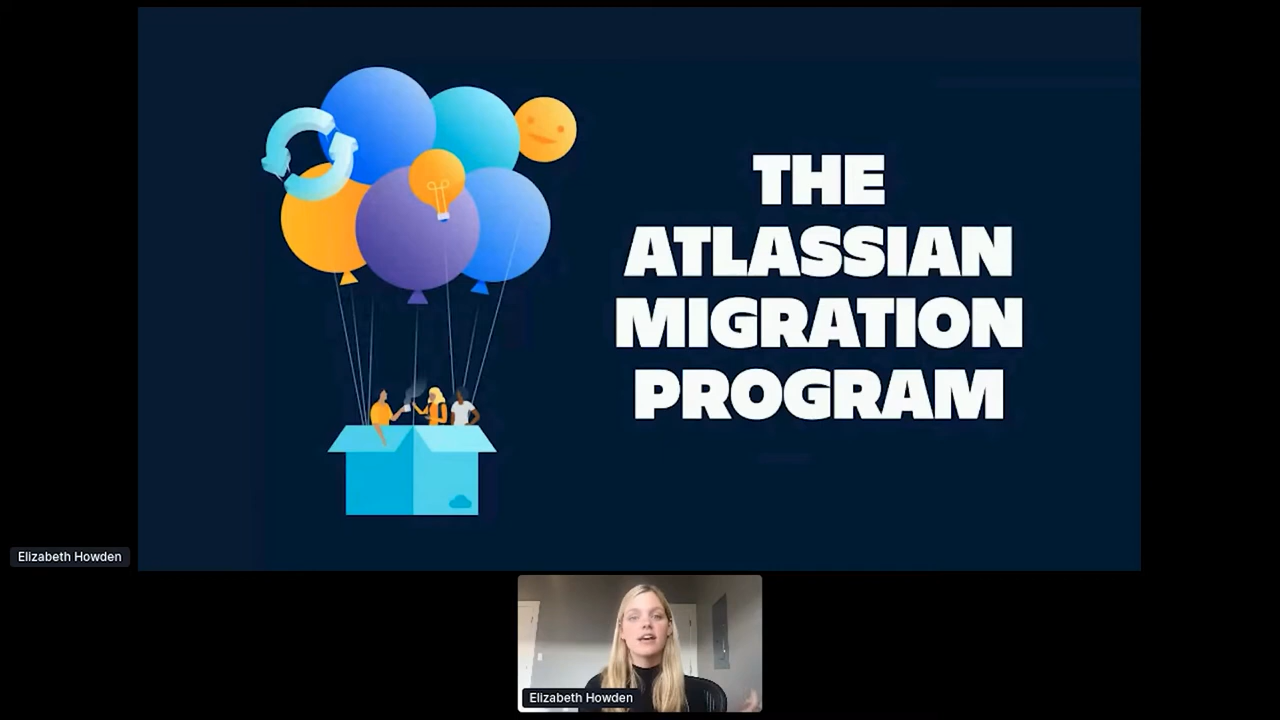 THE
ATLASSIAN
MIGRATION
PROGRAM
Elizabeth Howden
Elizabeth Howden